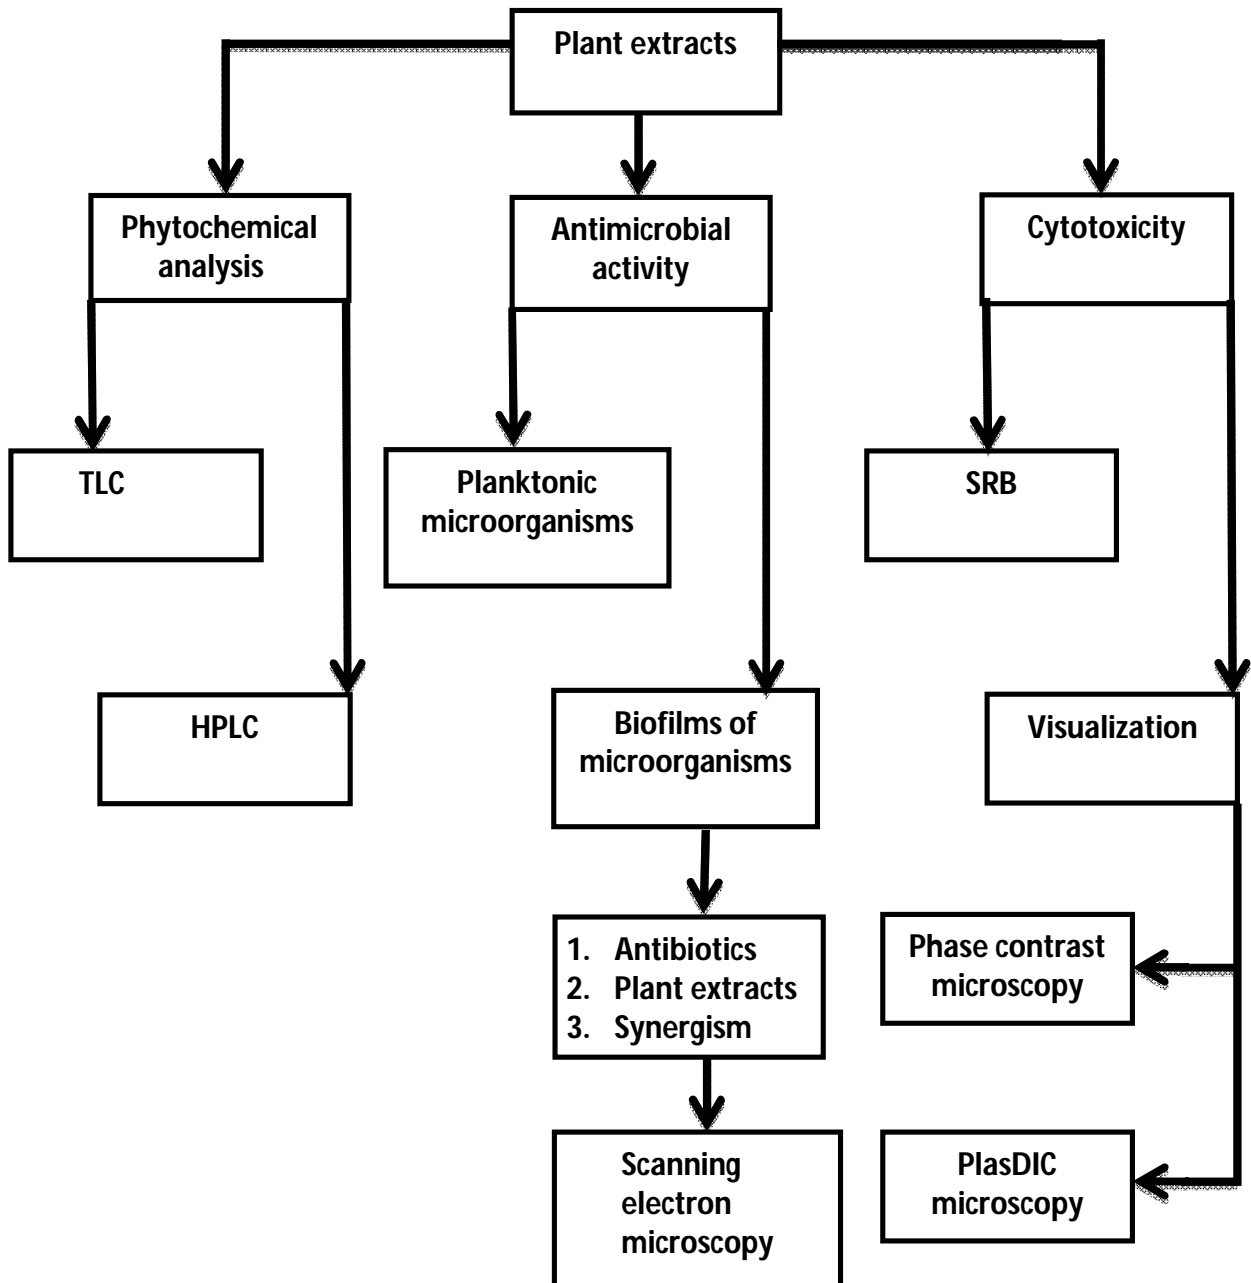 Plant extracts
Phytochemical
analysis
Antimicrobial
activity
Cytotoxicity
TLC
Planktonic
microorganisms
SRB
HPLC
Biofilms of
microorganisms
Visualization
1. Antibiotics
2. Plant extracts
3. Synergism
Phase contrast
microscopy
Scanning
electron
microscopy
PlasDIC
microscopy